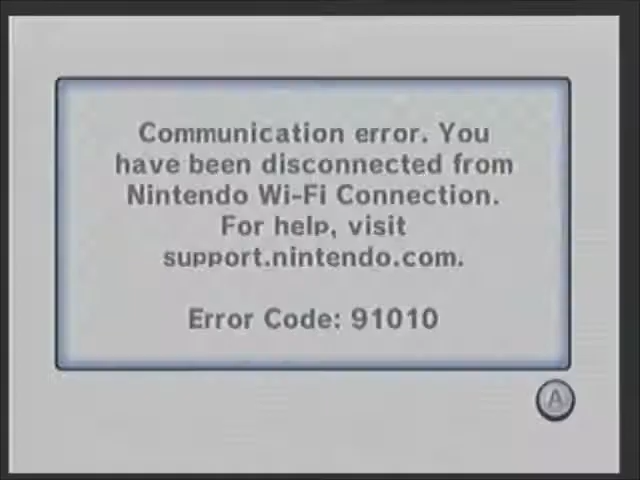 Communication error. You
have been disconnected from
Nintendo Wi-Fi Connection.
For help, visit
support.nintendo.com.
Error Code: 91010
A